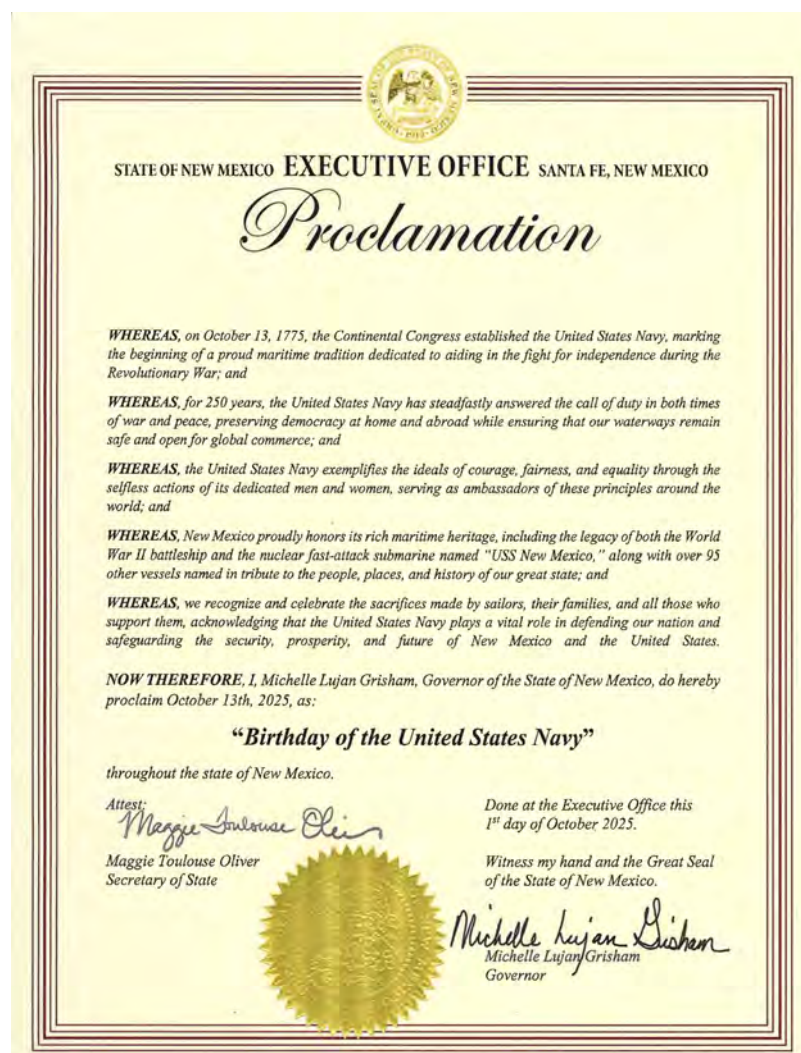 STATE OF NEW MEXICO EXECUTIVE OFFICE SANTA FE, NEW MEXICO
Proclamation
WHEREAS, on October 13, 1775, the Continental Congress established the United States Navy, marking
the beginning of a proud maritime tradition dedicated to aiding in the fight for independence during the
Revolutionary War; and
WHEREAS, for 250 years, the United States Navy has steadfastly answered the call of duty in both times
of war and peace, preserving democracy at home and abroad while ensuring that our waterways remain
safe and open for global commerce; and
WHEREAS, the United States Navy exemplifies the ideals of courage, fairness, and equality through the
selfless actions of its dedicated men and women, serving as ambassadors of these principles around the
world; and
WHEREAS, New Mexico proudly honors its rich maritime heritage, including the legacy of both the World
War II battleship and the nuclear fast-attack submarine named "USS New Mexico," along with over 95
other vessels named in tribute to the people, places, and history of our great state; and
WHEREAS, we recognize and celebrate the sacrifices made by sailors, their families, and all those who
support them, acknowledging that the United States Navy plays a vital role in defending our nation and
safeguarding the security, prosperity, and future of New Mexico and the United States.
NOW THEREFORE, I, Michelle Lujan Grisham, Governor of the State of New Mexico, do hereby
proclaim October 13th, 2025, as:
“Birthday of the United States Navy”
throughout the state of New Mexico.
Attest:
Maggie Toulouse Oliver
Maggie Toulouse Oliver
Secretary of State
Done at the Executive Office this
1st day of October 2025.
Witness my hand and the Great Seal
of the State of New Mexico.
Michelle Lujan Grisham
Michelle Lujan Grisham
Governor